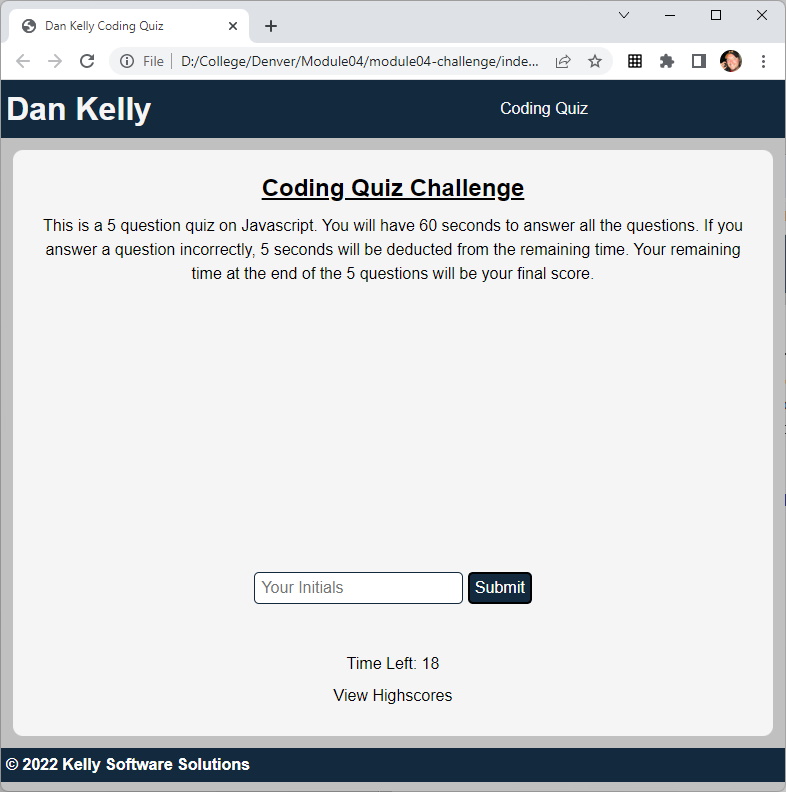 Dan Kelly Coding Quiz
File
D:/College/Denver/Module04/module04-challenge/inde...
Dan Kelly
Coding Quiz
Coding Quiz Challenge
This is a 5 question quiz on Javascript. You will have 60 seconds to answer all the questions. If you
answer a question incorrectly, 5 seconds will be deducted from the remaining time. Your remaining
time at the end of the 5 questions will be your final score.
Your Initials
Submit
Time Left: 18
View Highscores
© 2022 Kelly Software Solutions